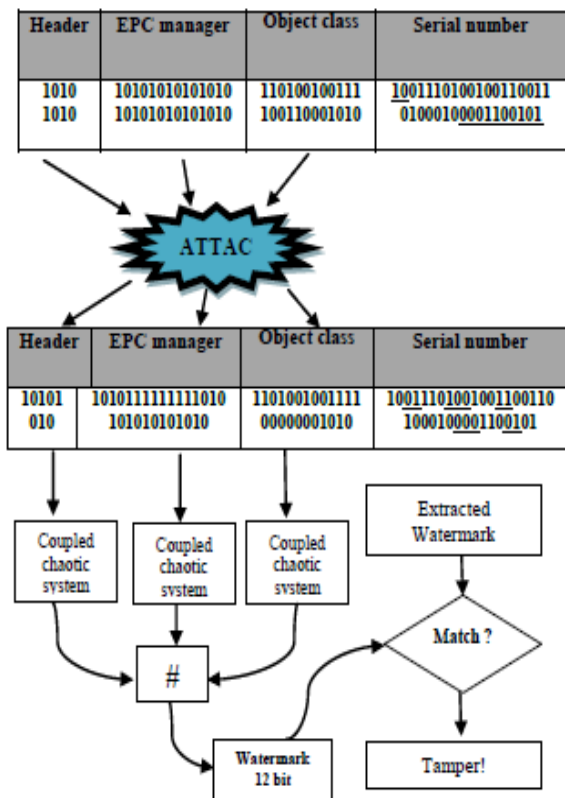 Header EPC manager Object class Serial number
1010 10101010101010 110100100111 1001110100100110011
1010 10101010101010 100110001010 01000100001100101
ATTAC
Header EPC manager Object class Serial number
10101 1010111111111010 1101001001111 10011101001001100110
010 101010101010 00000001010 1000100001100101
Coupled
chaotic
system
Coupled
chaotic
system
Coupled
chaotic
system
Extracted
Watermark
Match ?
#
Watermark
12 bit
Tamper!